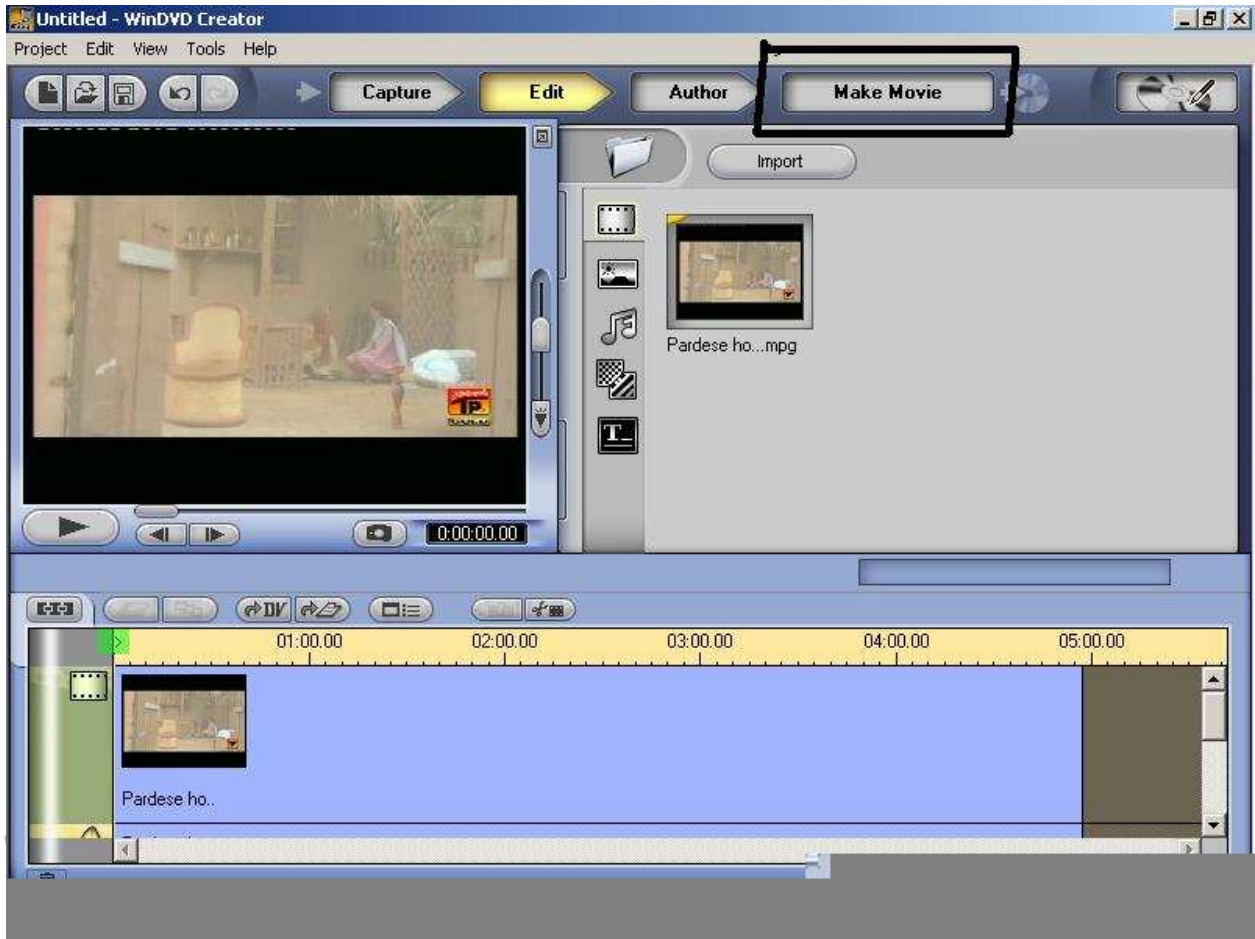 Untitled - WinDVD Creator
Project Edit View Tools Help
Capture Edit Author Make Movie
Import
Pardese ho...mpg
TP
0:00:00.00
DV
01:00.00 02:00.00 03:00.00 04:00.00 05:00.00
Pardese ho..